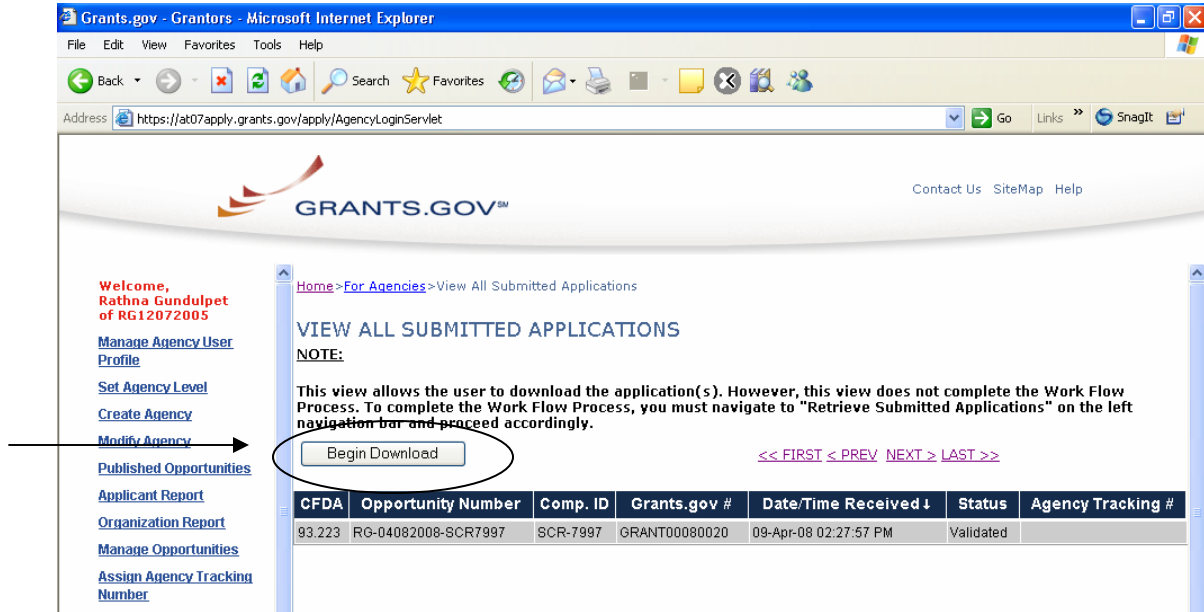 Grants.gov - Grantors - Microsoft Internet Explorer
File Edit View Favorites Tools Help
Back Search Favorites
Address https://at07apply.grants.gov/apply/AgencyLoginServlet Go Links » SnagIt
GRANTS.GOV℠
Contact Us SiteMap Help
Welcome,
Rathna Gundulpet
of RG12072005
Manage Agency User
Profile
Set Agency Level
Create Agency
Modify Agency
Published Opportunities
Applicant Report
Organization Report
Manage Opportunities
Assign Agency Tracking
Number
Home>For Agencies>View All Submitted Applications
VIEW ALL SUBMITTED APPLICATIONS
NOTE:
This view allows the user to download the application(s). However, this view does not complete the Work Flow
Process. To complete the Work Flow Process, you must navigate to "Retrieve Submitted Applications" on the left
navigation bar and proceed accordingly.
Begin Download
<< FIRST < PREV NEXT > LAST >>
CFDA Opportunity Number Comp. ID Grants.gov # Date/Time Received↓ Status Agency Tracking #
93.223 RG-04082008-SCR7997 SCR-7997 GRANT00080020 09-Apr-08 02:27:57 PM Validated